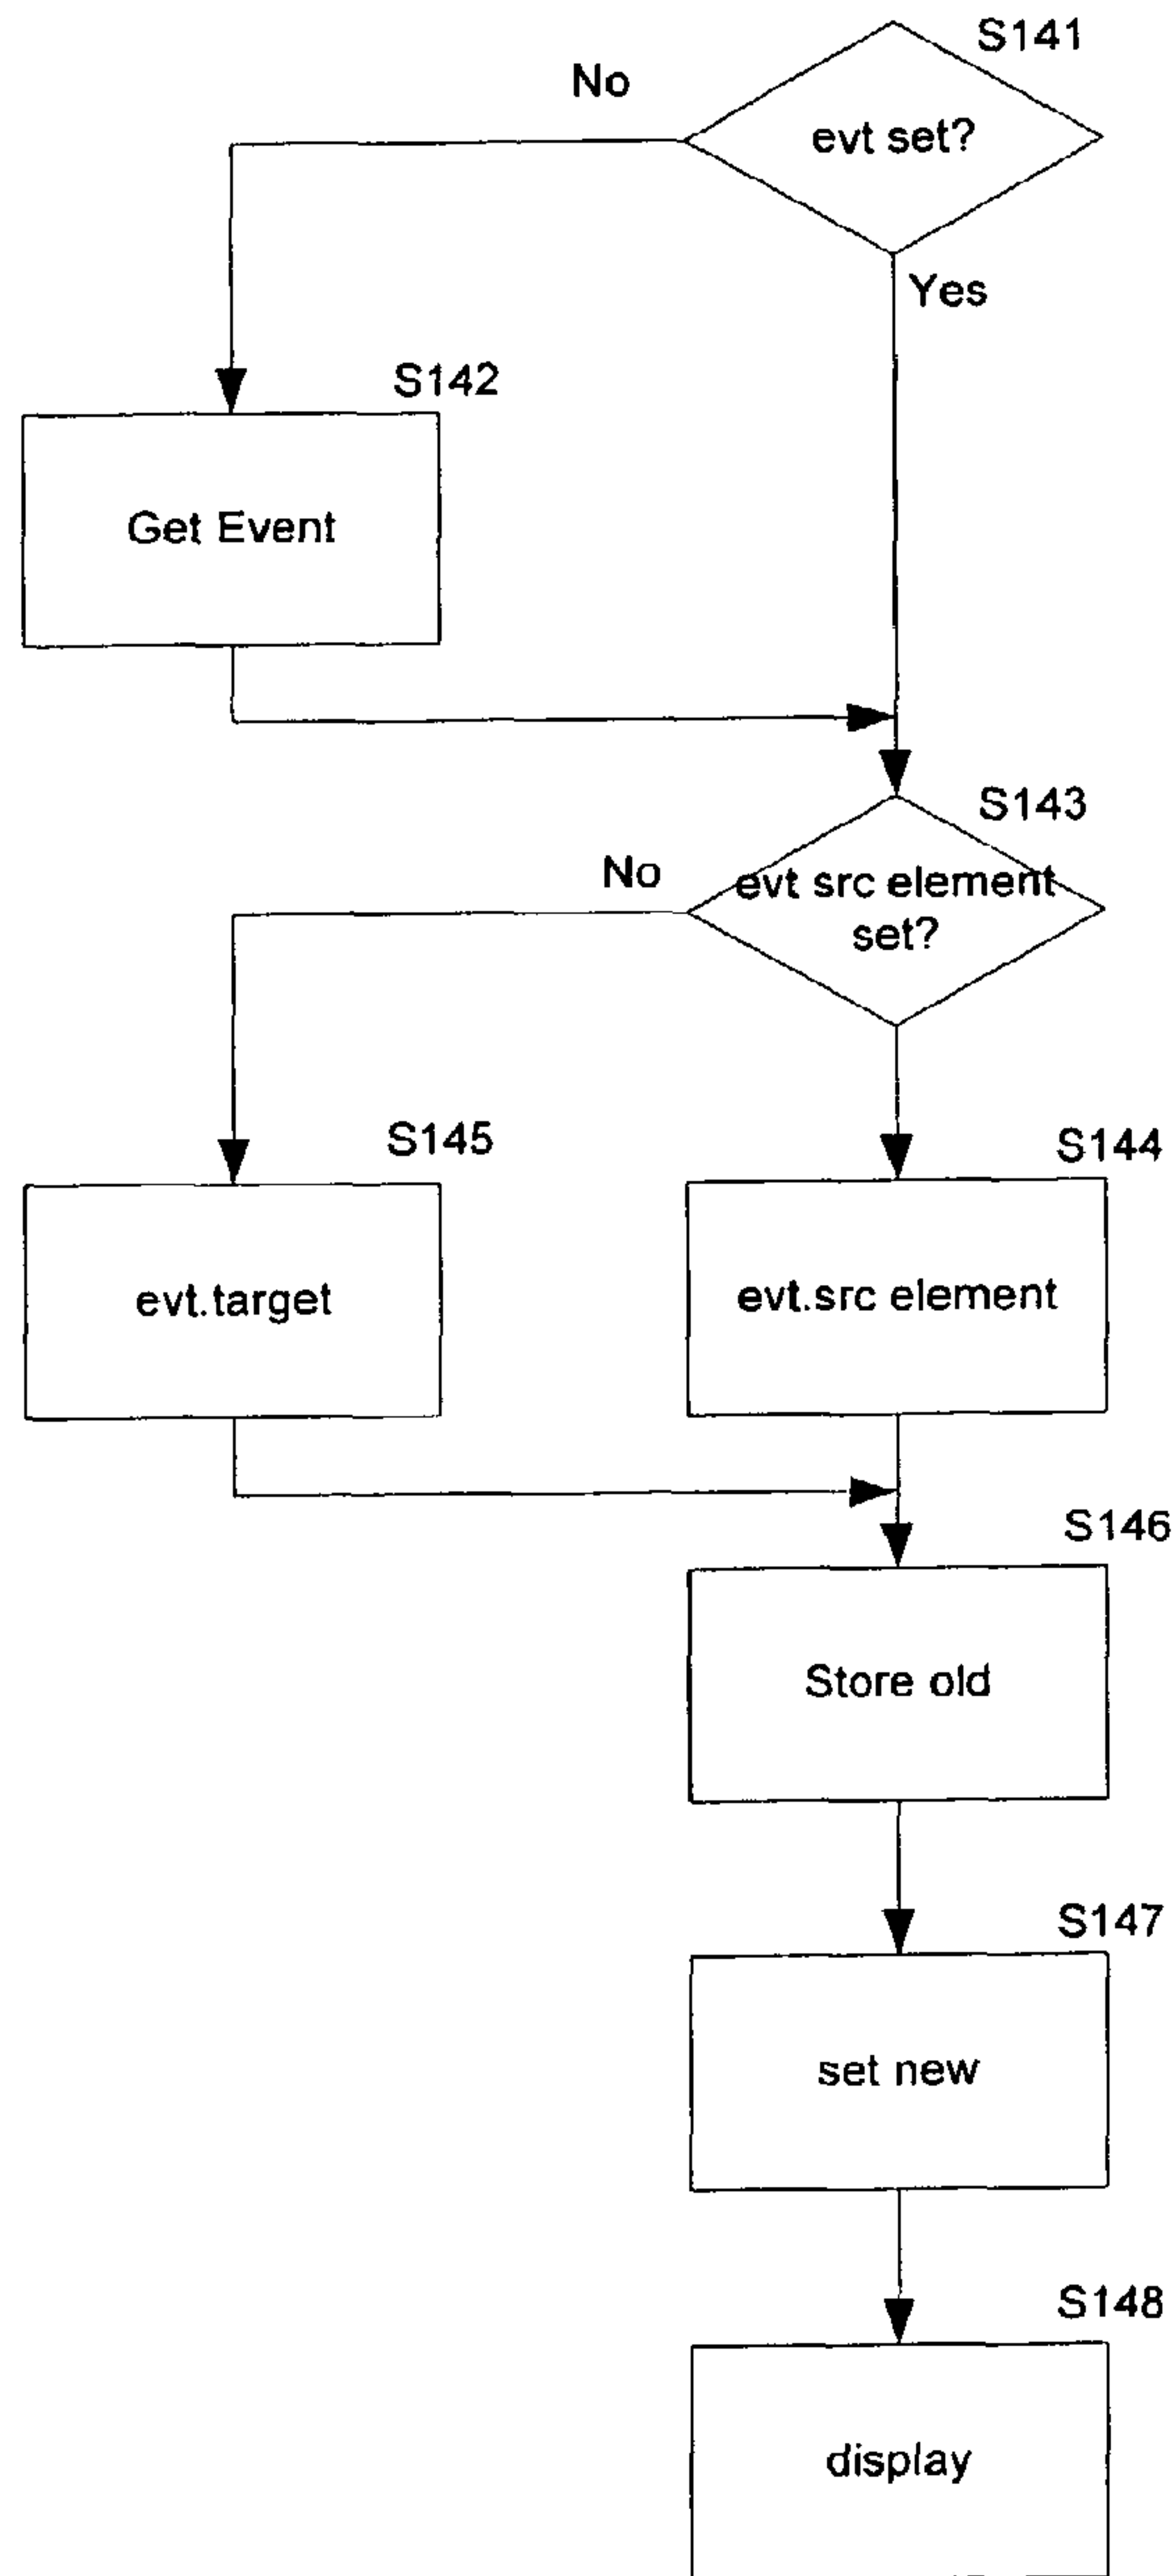 S141
No
evt set?
Yes
S142
Get Event
S143
No
evt src element
set?
S145
S144
evt.target
evt.src element
S146
Store old
S147
set new
S148
display